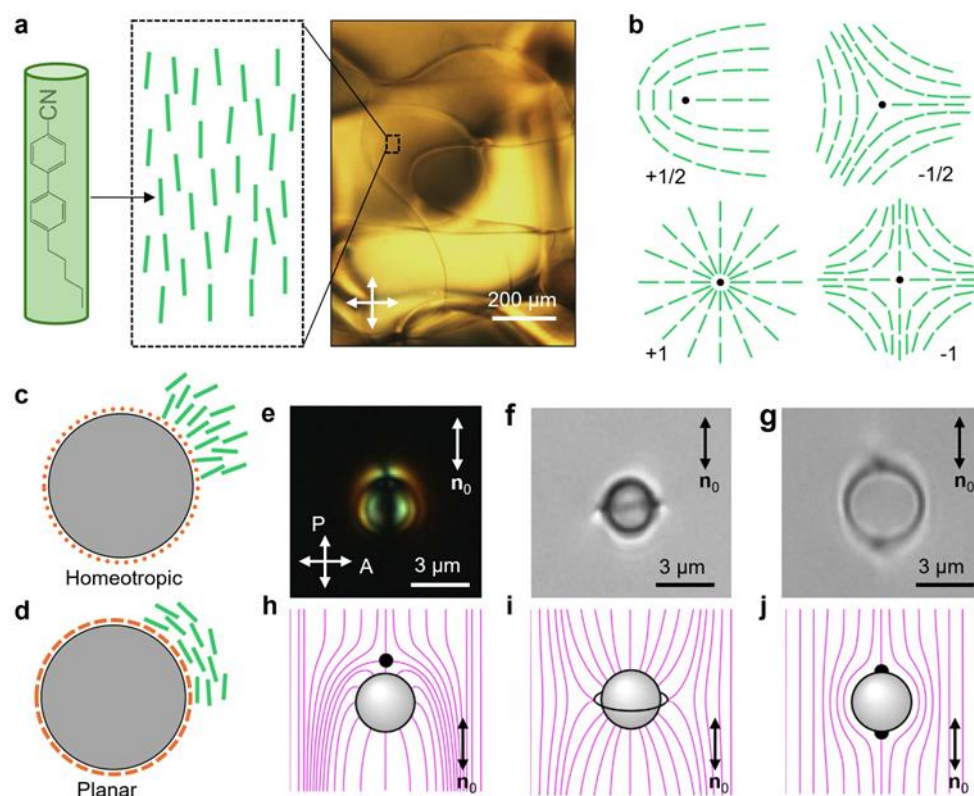 a
CN
200 μm
b
+1/2
-1/2
+1
-1
c
Homeotropic
d
Planar
e
n₀
P
A
3 μm
f
n₀
3 μm
g
n₀
3 μm
h
n₀
i
n₀
j
n₀